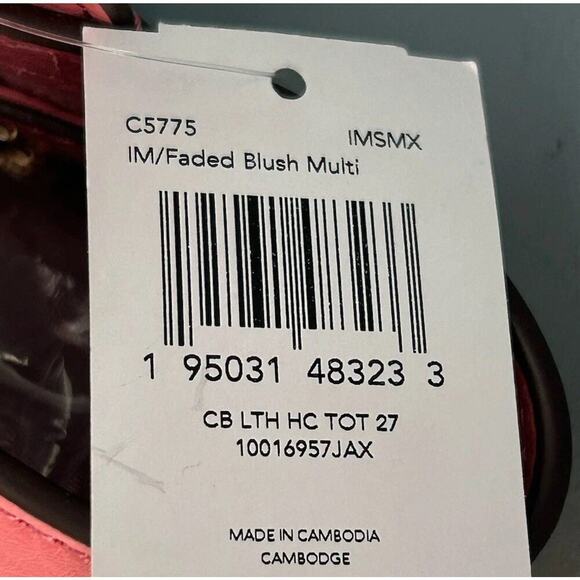 C5775 IMSMX
IM/Faded Blush Multi
1 95031 48323 3
CB LTH HC TOT 27
10016957JAX
MADE IN CAMBODIA
CAMBODGE